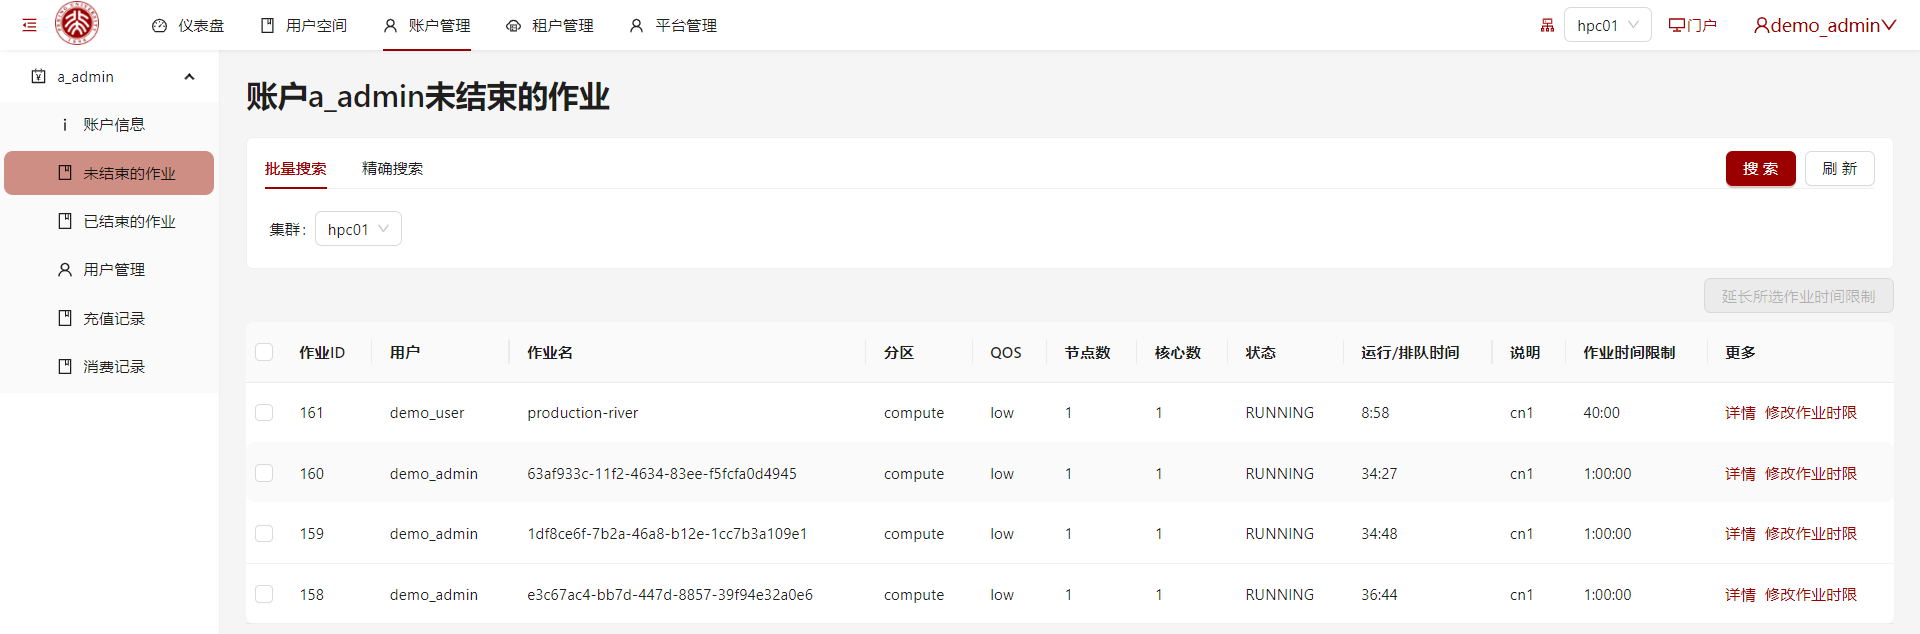 仪表盘 用户空间 账户管理 租户管理 平台管理 hpc01 门户 demo_admin
a_admin
账户信息
未结束的作业
已结束的作业
用户管理
充值记录
消费记录
账户a_admin未结束的作业
批量搜索 精确搜索 搜 索 刷 新
集群: hpc01
延长所选作业时间限制
作业ID 用户 作业名 分区 QOS 节点数 核心数 状态 运行/排队时间 说明 作业时间限制 更多
161 demo_user production-river compute low 1 1 RUNNING 8:58 cn1 40:00 详情 修改作业时限
160 demo_admin 63af933c-11f2-4634-83ee-f5fcfa0d4945 compute low 1 1 RUNNING 34:27 cn1 1:00:00 详情 修改作业时限
159 demo_admin 1df8ce6f-7b2a-46a8-b12e-1cc7b3a109e1 compute low 1 1 RUNNING 34:48 cn1 1:00:00 详情 修改作业时限
158 demo_admin e3c67ac4-bb7d-447d-8857-39f94e32a0e6 compute low 1 1 RUNNING 36:44 cn1 1:00:00 详情 修改作业时限